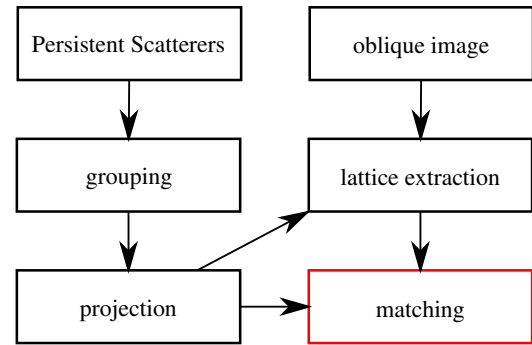 Persistent Scatterers
oblique image
grouping
lattice extraction
projection
matching